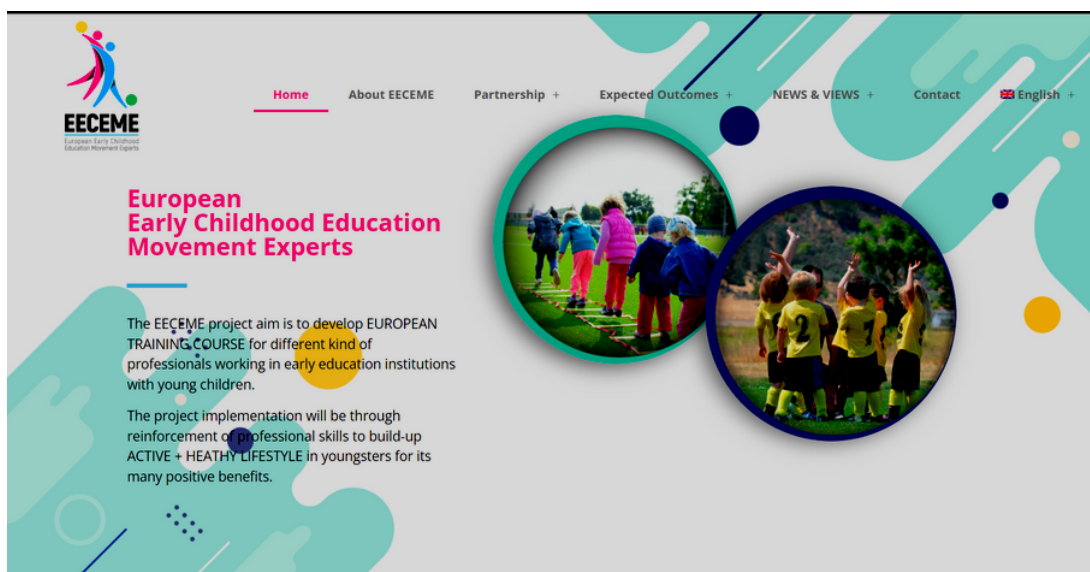 EECEME
European Early Childhood
Education Movement Experts
Home
About EECEME
Partnership +
Expected Outcomes +
NEWS & VIEWS +
Contact
English +
European
Early Childhood Education
Movement Experts
The EECEME project aim is to develop EUROPEAN
TRAINING COURSE for different kind of
professionals working in early education institutions
with young children.
The project implementation will be through
reinforcement of professional skills to build-up
ACTIVE + HEATHY LIFESTYLE in youngsters for its
many positive benefits.
2
7